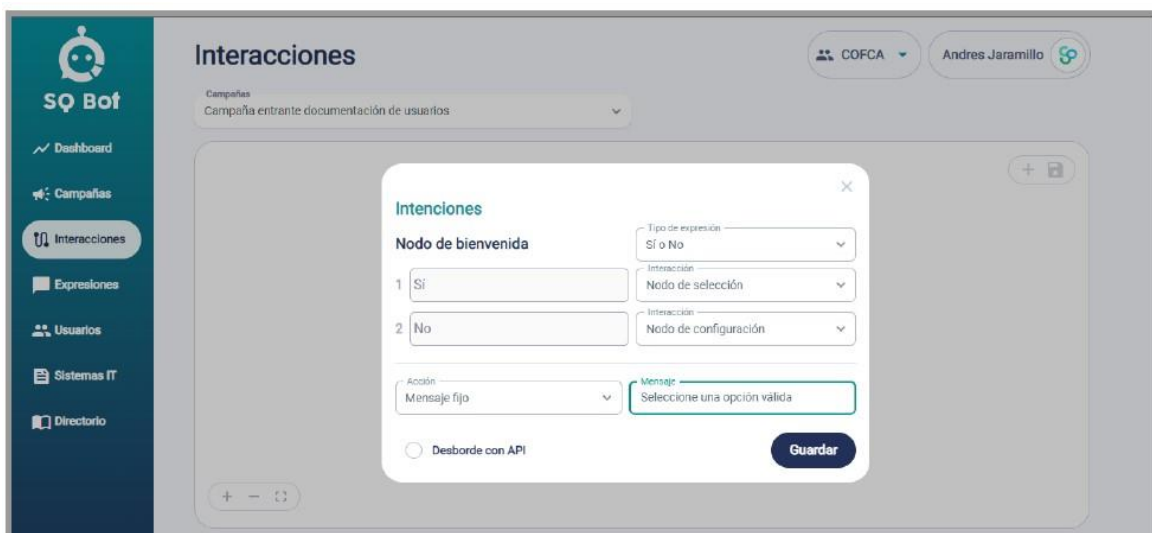 SQ Bot
Dashboard
Campañas
Interacciones
Expresiones
Usuarios
Sistemas IT
Directorio
Interacciones
COFCA
Andres Jaramillo
Campañas
Campaña entrante documentación de usuarios
Intenciones
Nodo de bienvenida
Tipo de expresión
Sí o No
1 Sí
Interacción
Nodo de selección
2 No
Interacción
Nodo de configuración
Acción
Mensaje fijo
Mensaje
Seleccione una opción válida
Desborde con API
Guardar